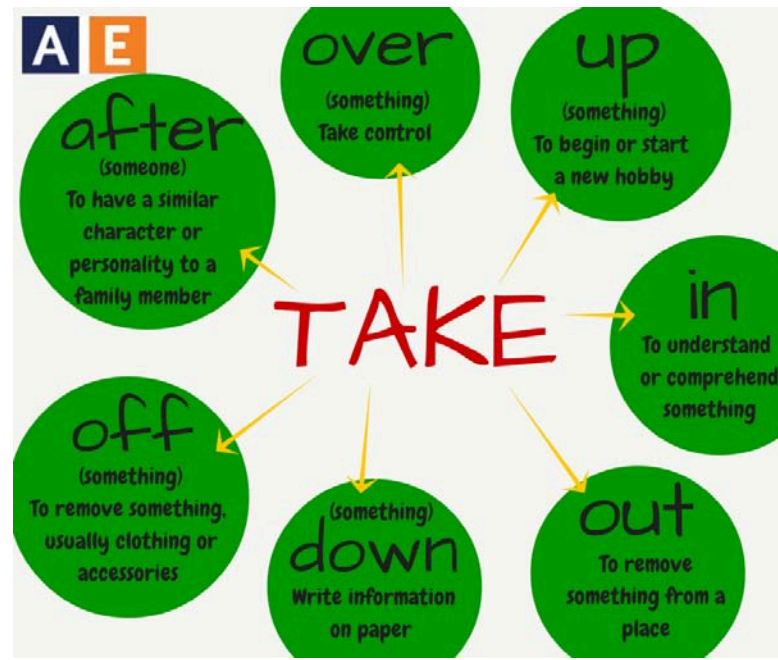 A E
over
(something)
Take control
up
(something)
To begin or start
a new hobby
after
(someone)
To have a similar
character or
personality to a
family member
TAKE
in
To understand
or comprehend
something
off
(something)
To remove something,
usually clothing or
accessories
(something)
down
Write information
on paper
out
To remove
something from a
place